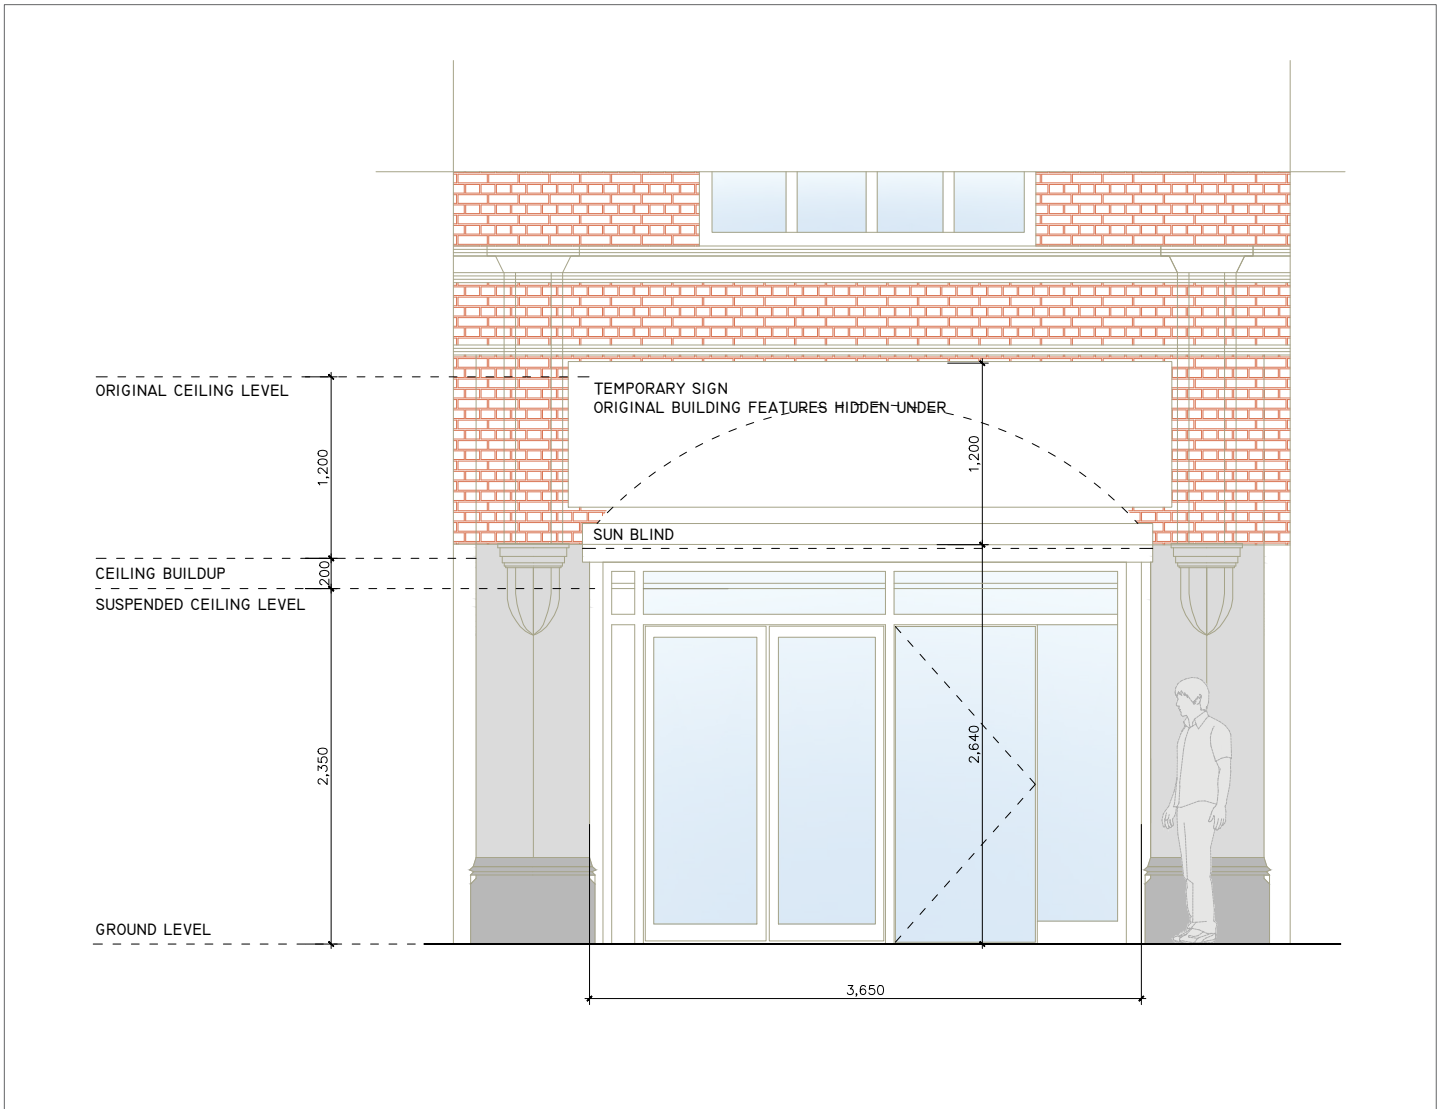 ORIGINAL CEILING LEVEL
TEMPORARY SIGN
ORIGINAL BUILDING FEATURES HIDDEN UNDER
1,200
1,200
SUN BLIND
CEILING BUILDUP
200
SUSPENDED CEILING LEVEL
2,350
2,640
GROUND LEVEL
3,650